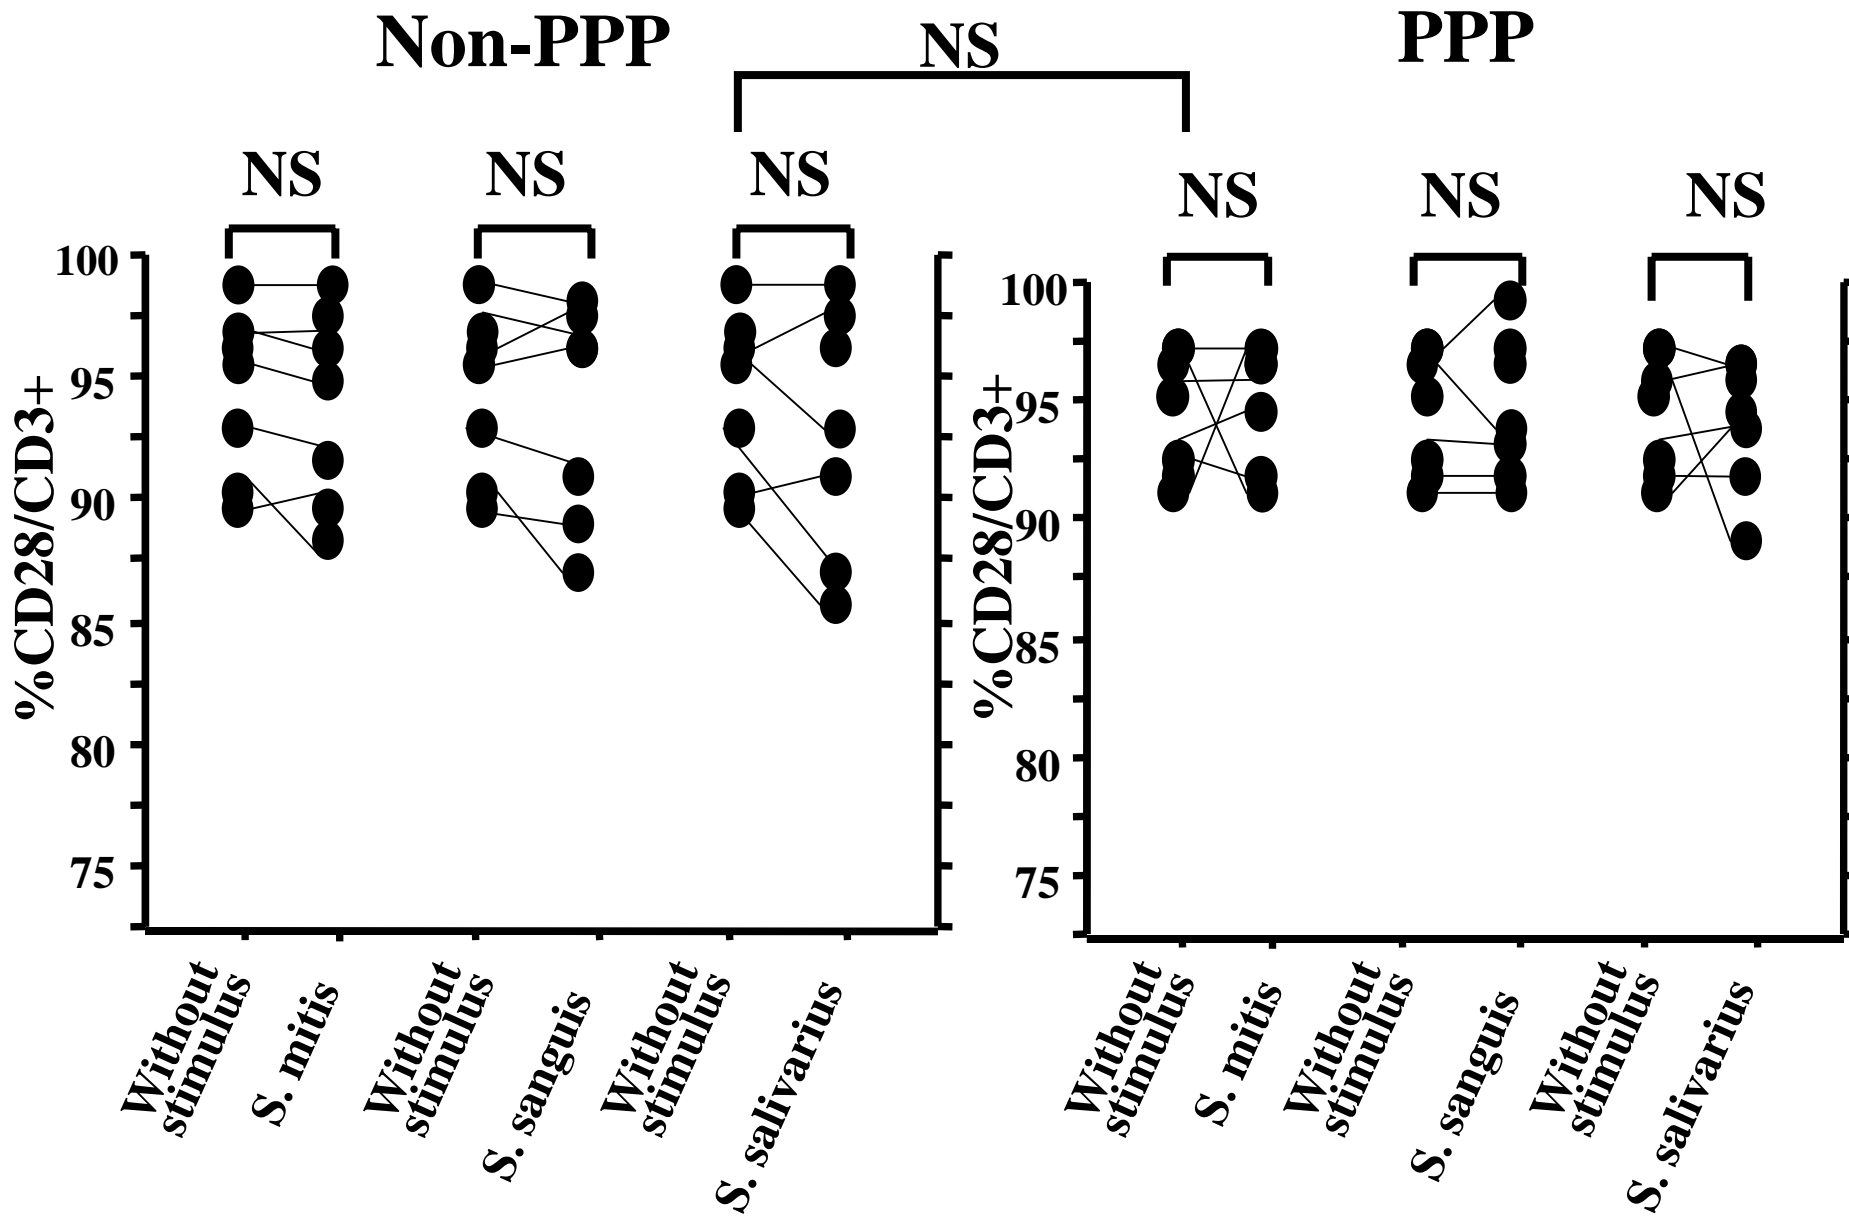 Non-PPP
NS
PPP
NS
NS
NS
NS
NS
NS
%CD28/CD3+
100
95
90
85
80
75
Without
stimulus
S. mitis
Without
stimulus
S. sanguis
Without
stimulus
S. salivarius
%CD28/CD3+
100
95
90
85
80
75
Without
stimulus
S. mitis
Without
stimulus
S. sanguis
Without
stimulus
S. salivarius